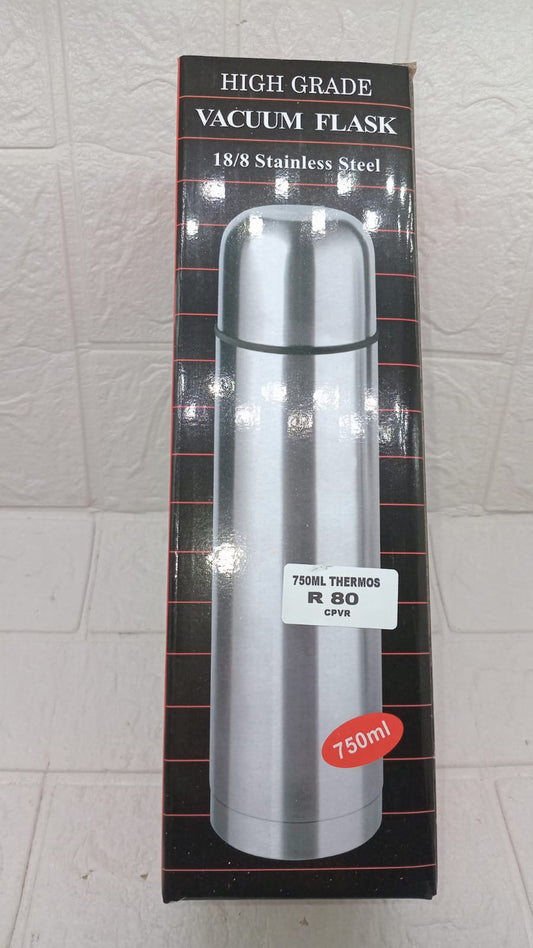 HIGH GRADE
VACUUM FLASK
18/8 Stainless Steel
750ML THERMOS
R 80
CPVR
750ml